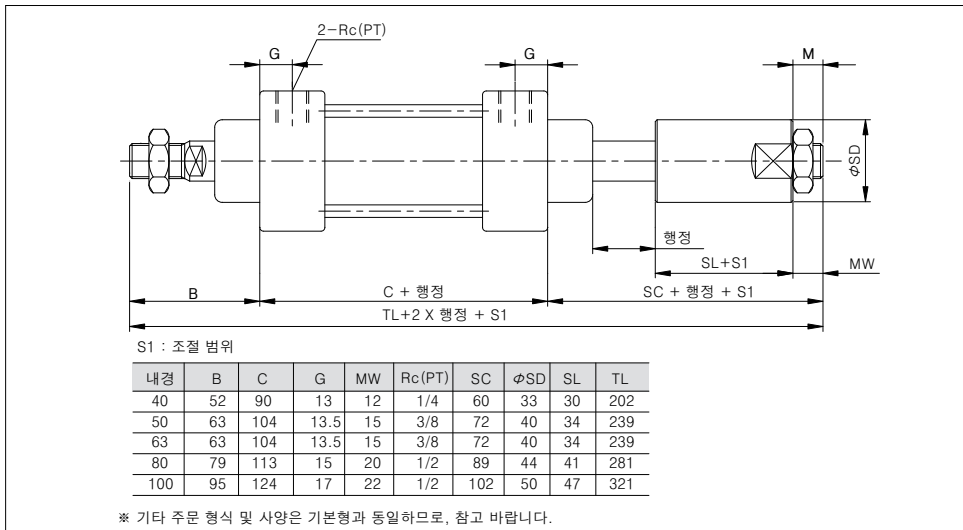 2-Rc(PT)
G
G
M
ΦSD
행정
SL+S1
MW
B
C + 행정
SC + 행정 + S1
TL+2 X 행정 + S1
S1 : 조절 범위
내경 B C G MW Rc(PT) SC ΦSD SL TL
40 52 90 13 12 1/4 60 33 30 202
50 63 104 13.5 15 3/8 72 40 34 239
63 63 104 13.5 15 3/8 72 40 34 239
80 79 113 15 20 1/2 89 44 41 281
100 95 124 17 22 1/2 102 50 47 321
※ 기타 주문 형식 및 사양은 기본형과 동일하므로, 참고 바랍니다.